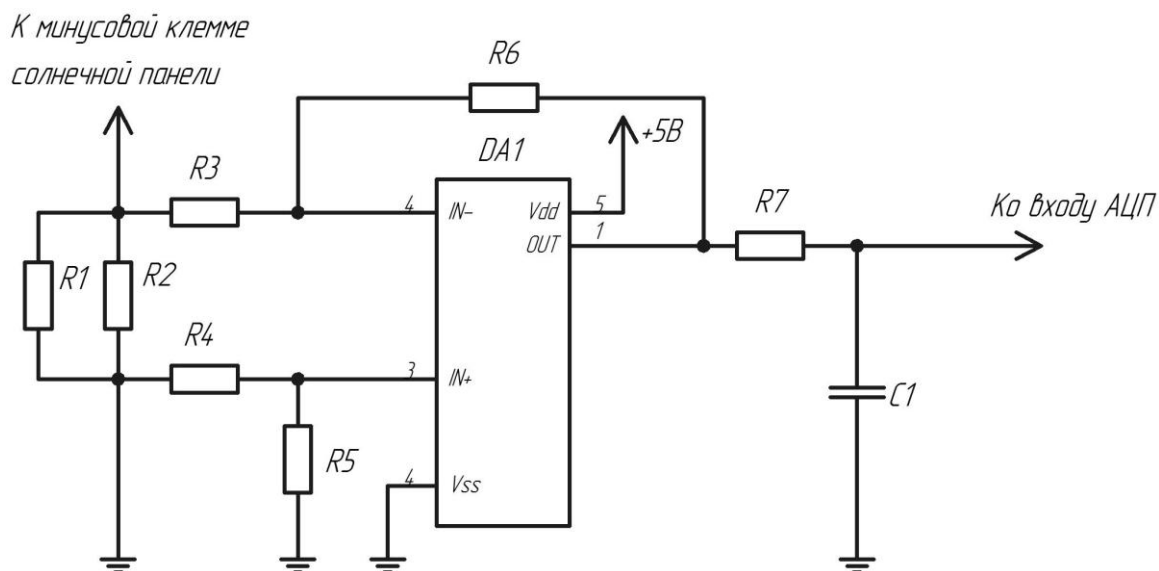 К минусовой клемме
солнечной панели
R6
+5В
DA1
R3
4
IN-
Vdd
5
R7
Ко входу АЦП
OUT
1
R1
R2
R4
3
IN+
C1
R5
4
Vss